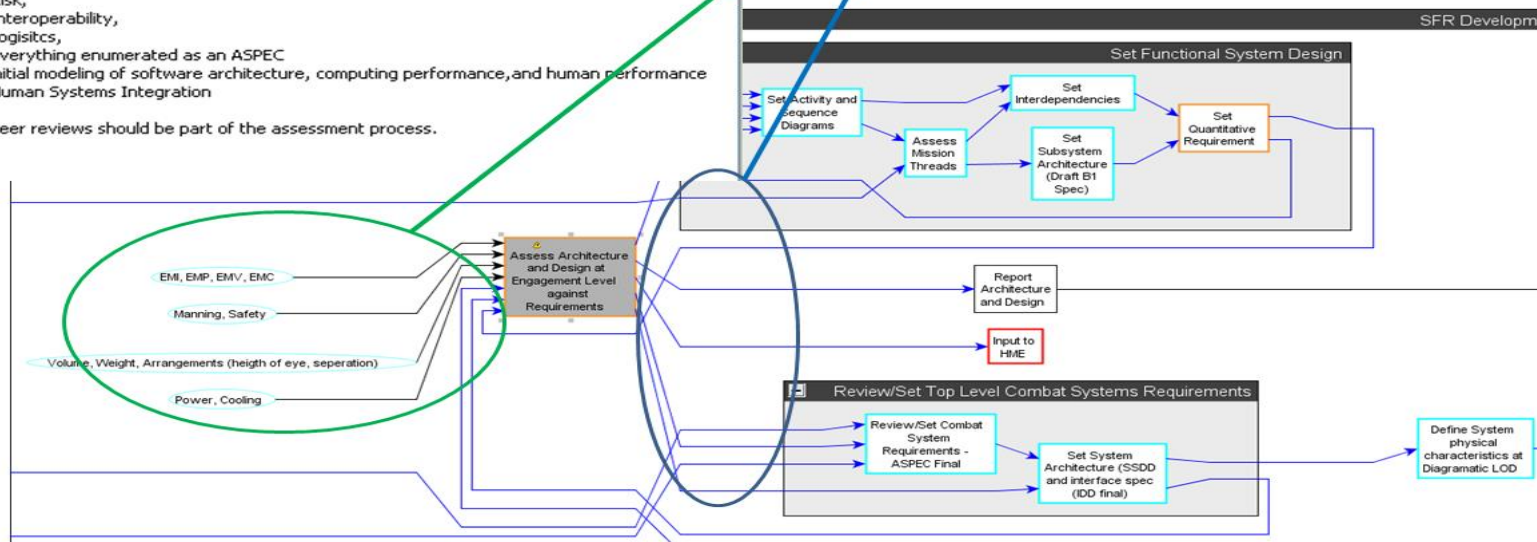 nteroperability,
ogisitcs,
verything enumerated as an ASPEC
nitial modeling of software architecture, computing performance,and human performance
uman Systems Integration
eer reviews should be part of the assessment process.
SFR Developm
Set Functional System Design
Set Activity and
Sequence
Diagrams
Assess
Mission
Threads
Set
Interdependencies
Set
Subsystem
Architecture
(Draft B1
Spec)
Set
Quantitative
Requirement
EMI, EMP, EMV, EMC
Manning, Safety
Volume, Weight, Arrangements (heigth of eye, seperation)
Power, Cooling
Assess Architecture
and Design at
Engagement Level
against
Requirements
Report
Architecture
and Design
Input to
HME
Review/Set Top Level Combat Systems Requirements
Review/Set Combat
System
Requirements -
ASPEC Final
Set System
Architecture (SSDD
and interface spec
(IDD final)
Define System
physical
characteristics at
Diagramatic LOD